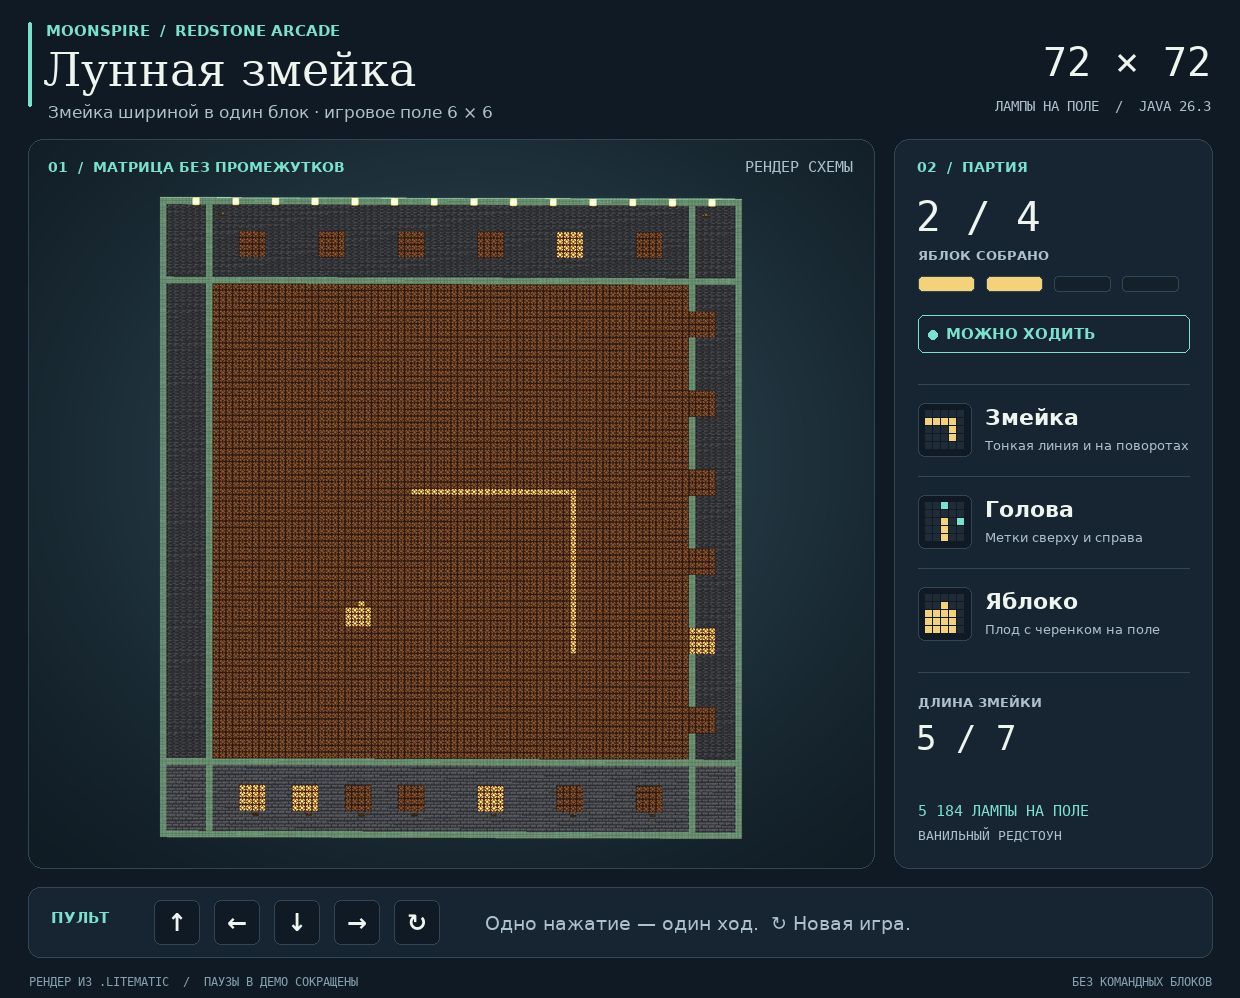 MOONSPIRE / REDSTONE ARCADE
Лунная змейка
Змейка шириной в один блок · игровое поле 6 × 6
72 × 72
ЛАМПЫ НА ПОЛЕ / JAVA 26.3
01 / МАТРИЦА БЕЗ ПРОМЕЖУТКОВ
РЕНДЕР СХЕМЫ
02 / ПАРТИЯ
2 / 4
ЯБЛОК СОБРАНО
МОЖНО ХОДИТЬ
Змейка
Тонкая линия и на поворотах
Голова
Метки сверху и справа
Яблоко
Плод с черенком на поле
ДЛИНА ЗМЕЙКИ
5 / 7
5 184 ЛАМПЫ НА ПОЛЕ
ВАНИЛЬНЫЙ РЕДСТОУН
ПУЛЬТ
↑ ← ↓ → ↻
Одно нажатие — один ход. ↻ Новая игра.
РЕНДЕР ИЗ .LITEMATIC / ПАУЗЫ В ДЕМО СОКРАЩЕНЫ
БЕЗ КОМАНДНЫХ БЛОКОВ